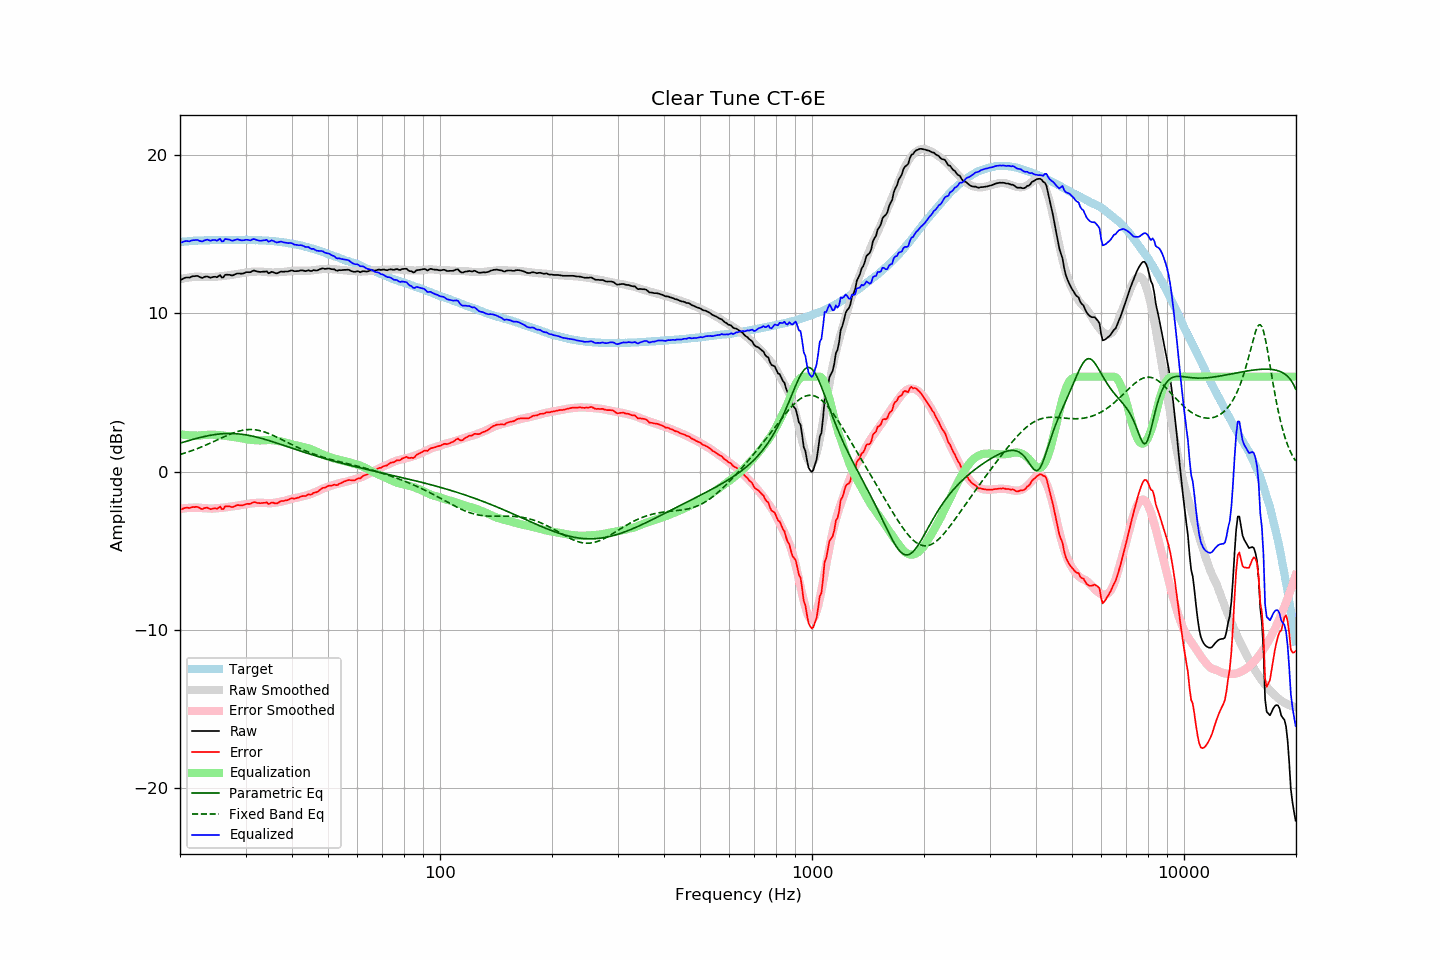 Clear Tune CT-6E
20
10
0
−10
−20
Amplitude (dBr)
Target
Raw Smoothed
Error Smoothed
Raw
Error
Equalization
Parametric Eq
Fixed Band Eq
Equalized
100
1000
10000
Frequency (Hz)